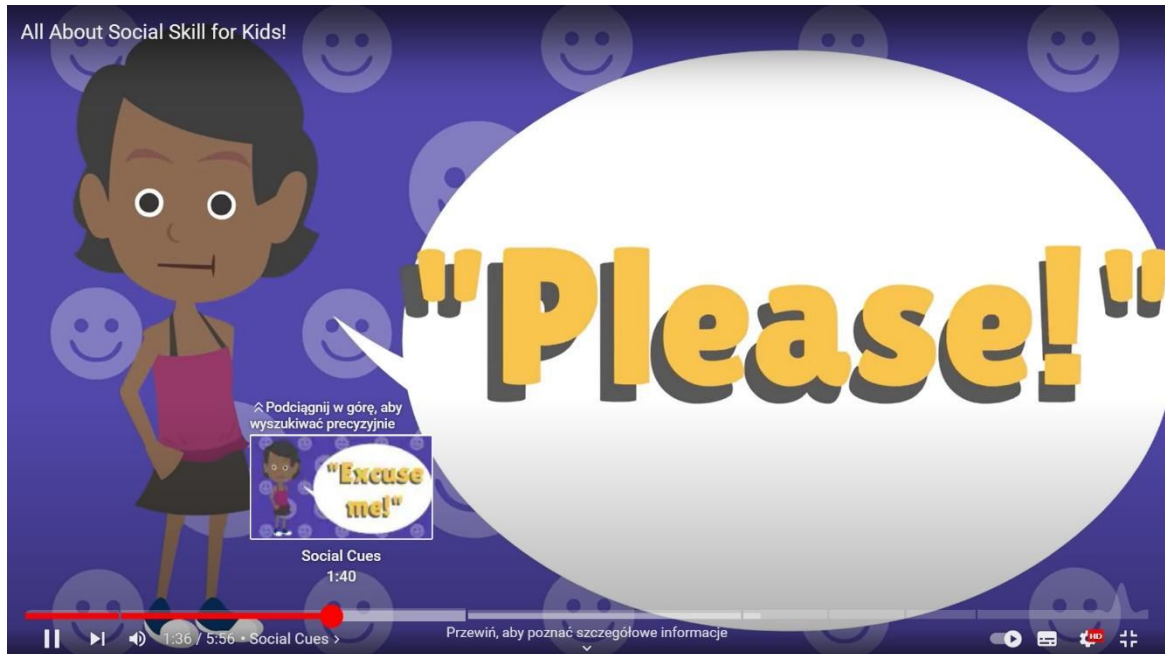 All About Social Skill for Kids!
"Please!"
Podciągnij w górę, aby
wyszukiwać precyzyjnie
"Excuse
me!"
Social Cues
1:40
1:36 / 5:56 • Social Cues ›
Przewiń, aby poznać szczegółowe informacje
HD